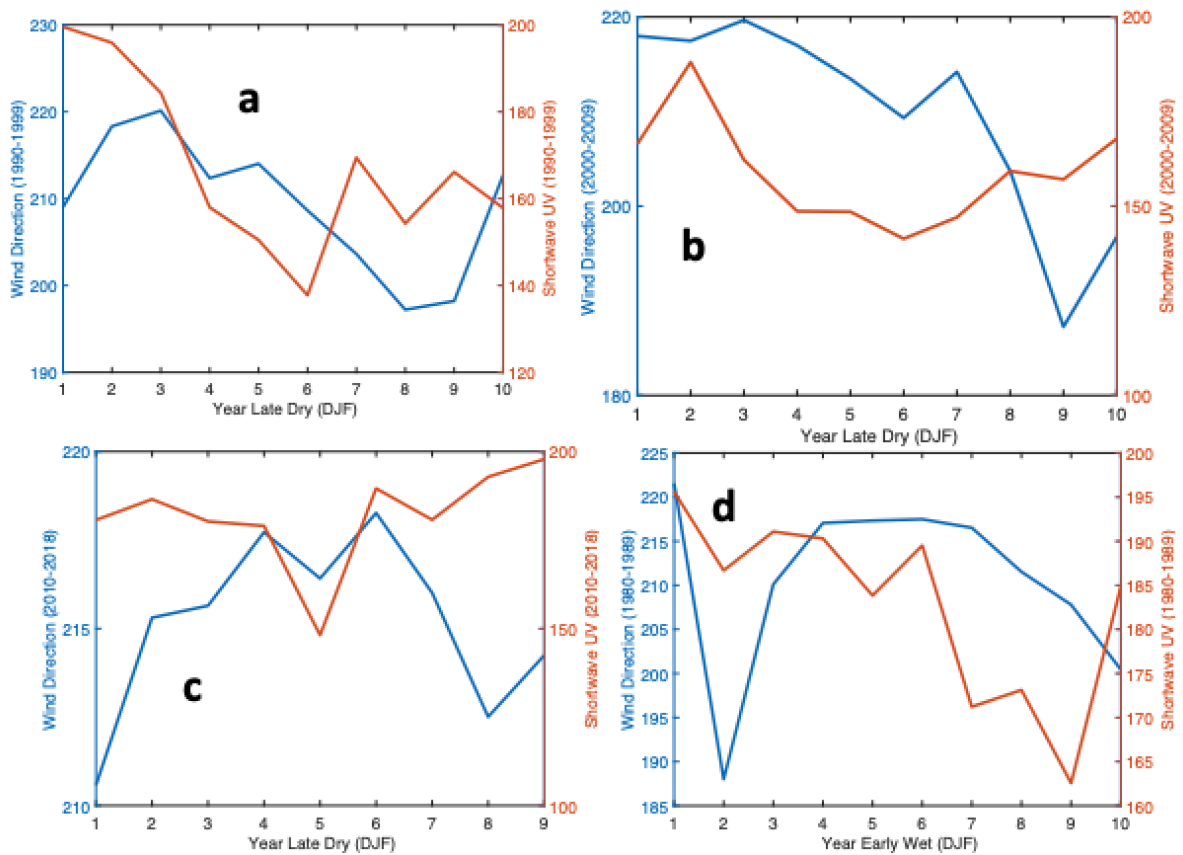 230
220
210
200
190
Wind Direction (1990-1999)
200
180
160
140
120
Shortwave UV (1990-1999)
a
1 2 3 4 5 6 7 8 9 10
Year Late Dry (DJF)
220
200
180
Wind Direction (2000-2009)
200
150
100
Shortwave UV (2000-2009)
b
1 2 3 4 5 6 7 8 9 10
Year Late Dry (DJF)
220
215
210
Wind Direction (2010-2018)
200
150
100
Shortwave UV (2010-2018)
c
1 2 3 4 5 6 7 8 9
Year Late Dry (DJF)
225
220
215
210
205
200
195
190
185
Wind Direction (1980-1989)
200
195
190
185
180
175
170
165
160
Shortwave UV (1980-1989)
d
1 2 3 4 5 6 7 8 9 10
Year Early Wet (DJF)